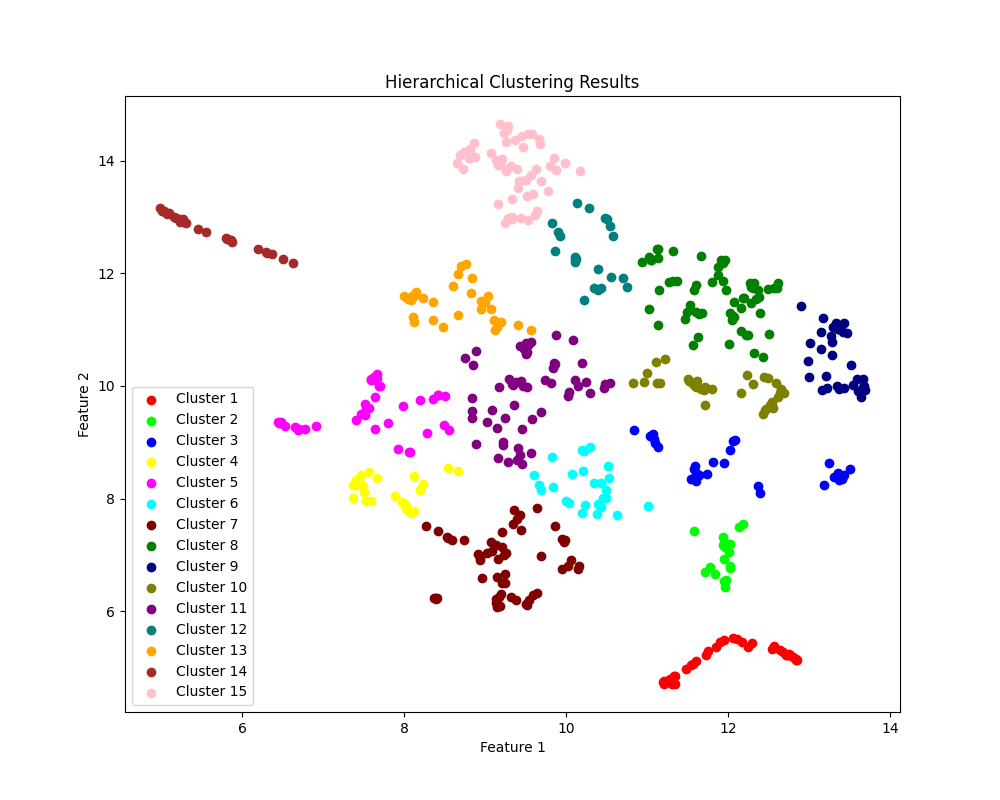 Hierarchical Clustering Results
14
12
10
8
6
Feature 2
Cluster 1
Cluster 2
Cluster 3
Cluster 4
Cluster 5
Cluster 6
Cluster 7
Cluster 8
Cluster 9
Cluster 10
Cluster 11
Cluster 12
Cluster 13
Cluster 14
Cluster 15
6 8 10 12 14
Feature 1